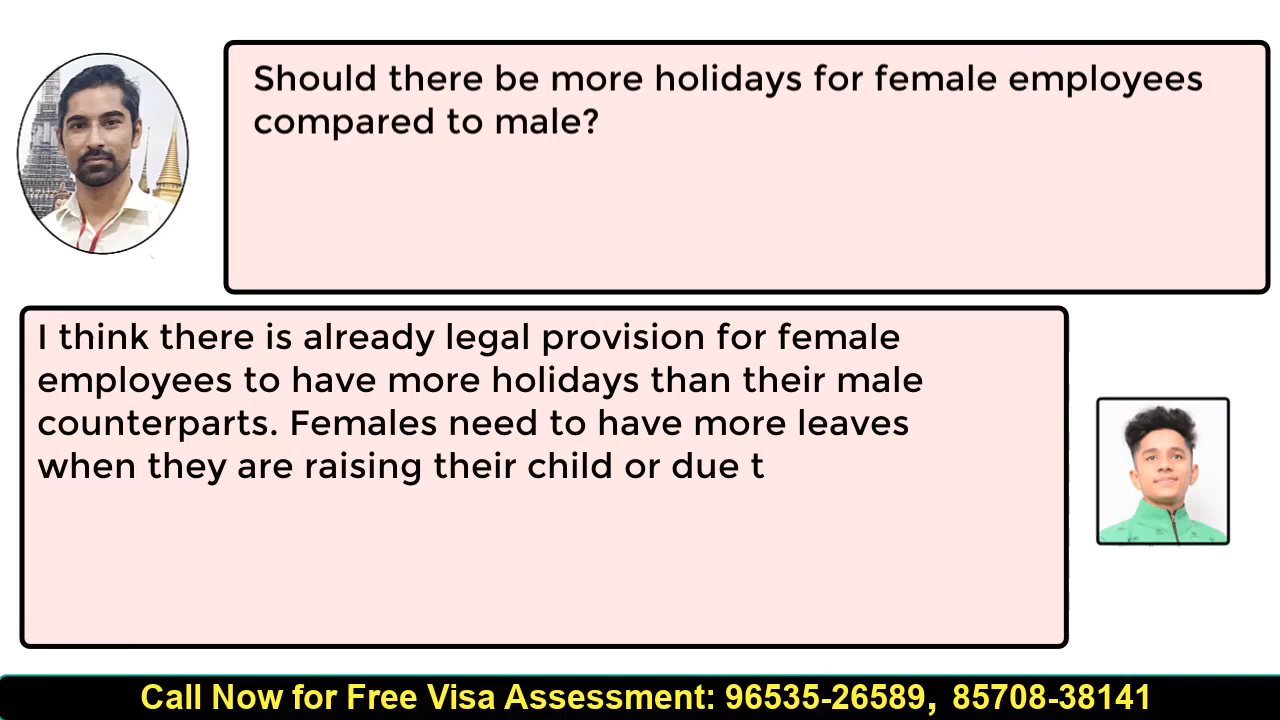 Should there be more holidays for female employees
compared to male?
I think there is already legal provision for female
employees to have more holidays than their male
counterparts. Females need to have more leaves
when they are raising their child or due t
Call Now for Free Visa Assessment: 96535-26589, 85708-38141